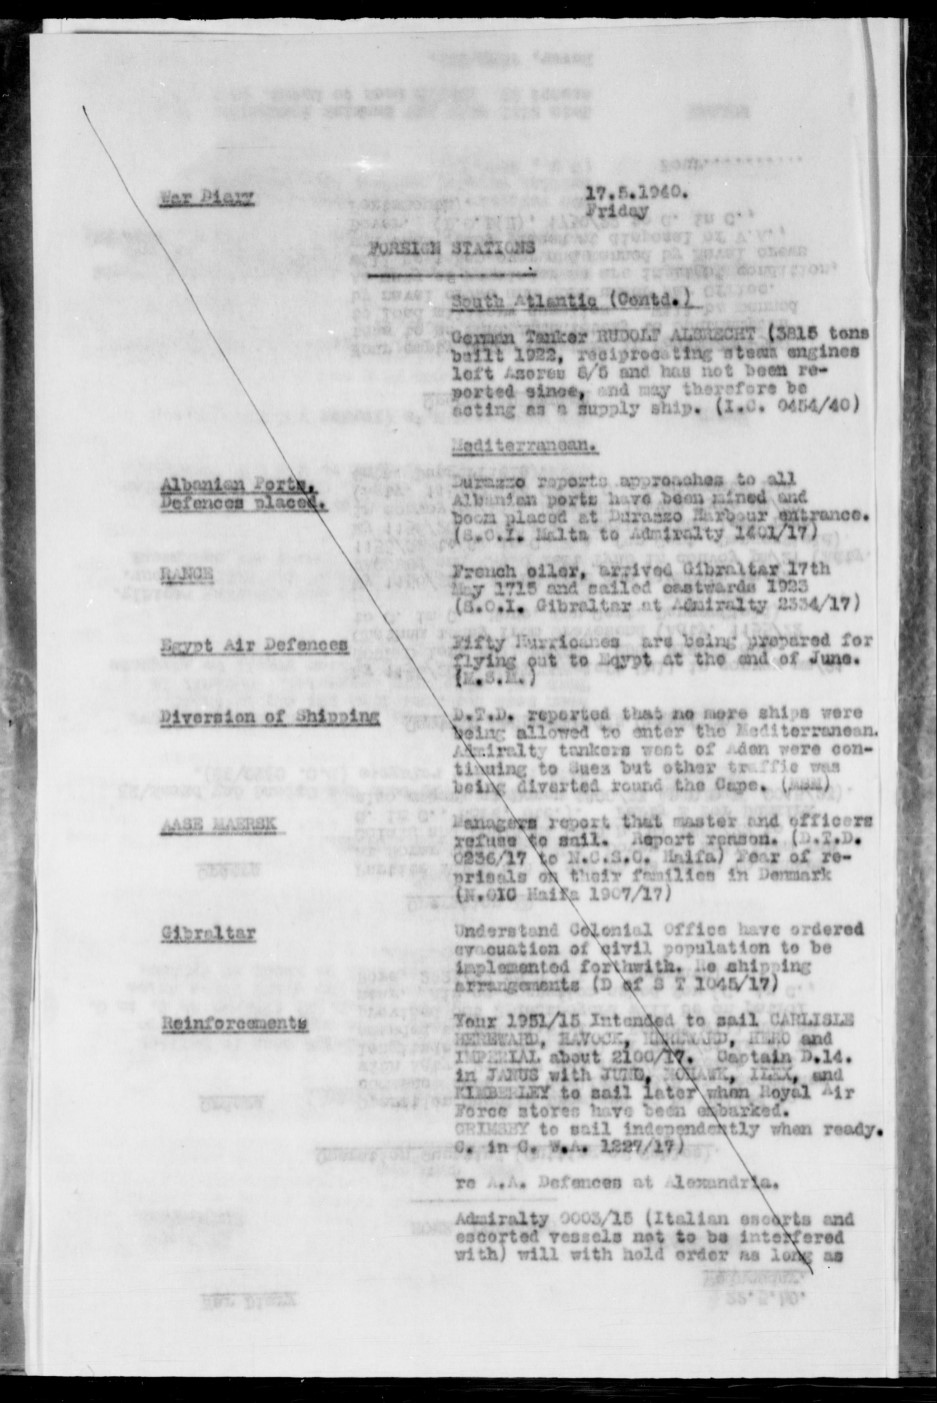 War Diary
17.5.1940.
Friday
FOREIGN STATIONS
South Atlantic (Contd.)
German Tanker RUDOLF ALBRECHT (3815 tons
built 1922, reciprocating steam engines
left Azores 8/5 and has not been re-
ported since, and may therefore be
acting as a supply ship. (I.C. 0454/40)
Mediterranean.
Albanian Ports,
Defences placed.
Durazzo reports approaches to all
Albanian ports have been mined and
boom placed at Durazzo Harbour entrance.
(S.O.I. Malta to Admiralty 1401/17)
RANCE
French oiler, arrived Gibraltar 17th
May 1715 and sailed eastwards 1923
(S.O.I. Gibraltar at Admiralty 2334/17)
Egypt Air Defences
Fifty Hurricanes are being prepared for
flying out to Egypt at the end of June.
(M.S.M.)
Diversion of Shipping
D.T.D. reported that no more ships were
being allowed to enter the Mediterranean.
Admiralty tankers west of Aden were con-
tinuing to Suez but other traffic was
being diverted round the Cape. (MSM)
AASE MAERSK
Managers report that master and officers
refuse to sail. Report reason. (D.T.D.
0236/17 to N.C.S.O. Haifa) Fear of re-
prisals on their families in Denmark
(N.OIC Haifa 1907/17)
Gibraltar
Understand Colonial Office have ordered
evacuation of civil population to be
implemented forthwith. Re shipping
arrangements (D of S T 1045/17)
Reinforcements
Your 1951/15 Intended to sail CARLISLE
HEREWARD, HAVOCK, HERO and
IMPERIAL about 2100/17. Captain D.14.
in JANUS with JUNO, MOHAWK, ILEX, and
KIMBERLEY to sail later when Royal Air
Force stores have been embarked.
GRIMSBY to sail independently when ready.
C. in C. W.A. 1227/17)
re A.A. Defences at Alexandria.
Admiralty 0003/15 (Italian escorts and
escorted vessels not to be interfered
with) will with hold order as long as